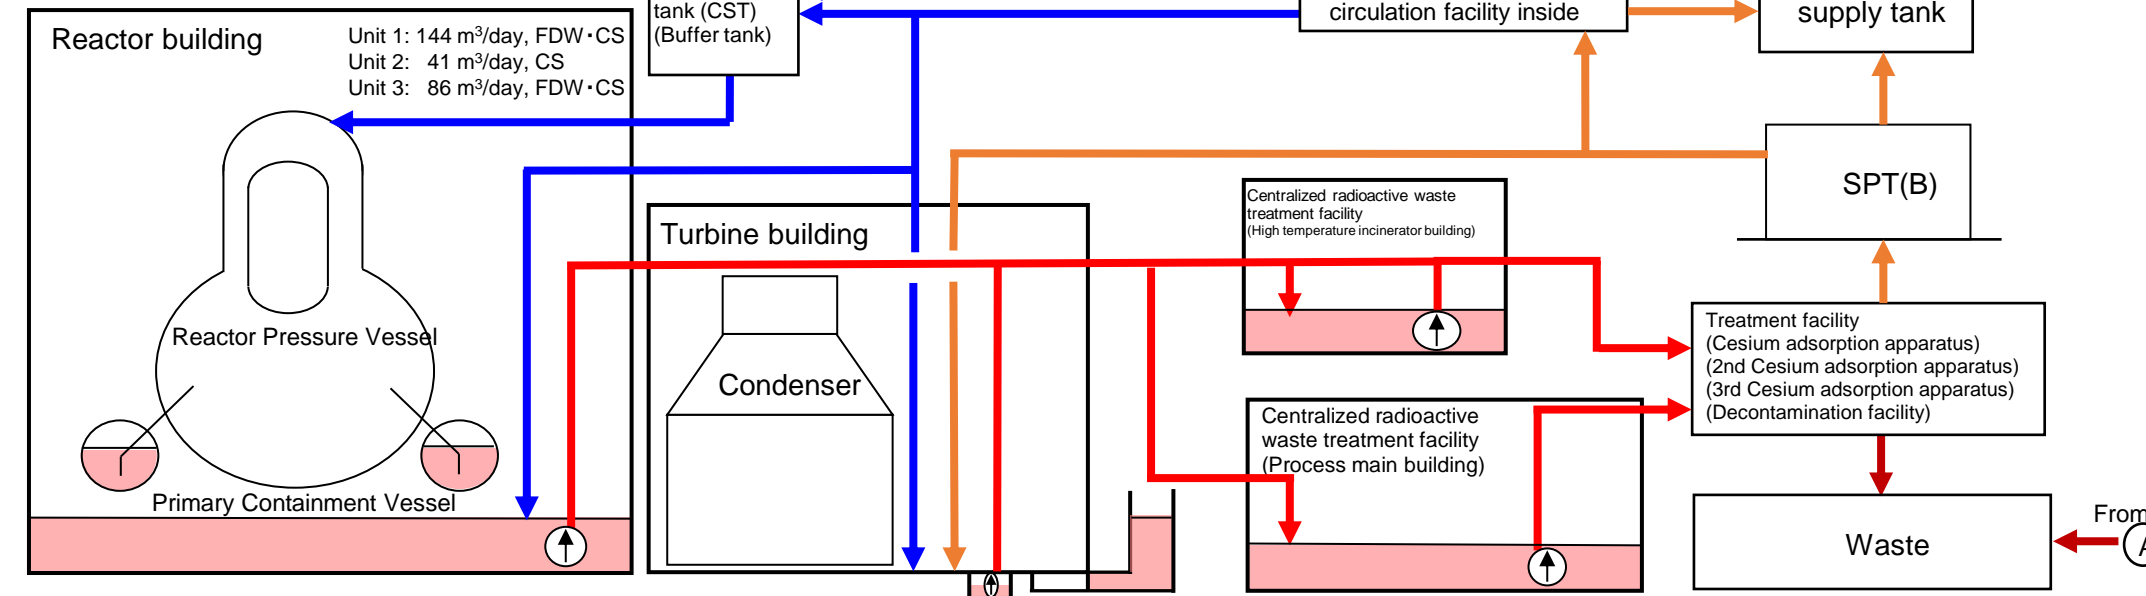 tank (CST)
(Buffer tank)
circulation facility inside
supply tank
Reactor building
Unit 1: 144 m³/day, FDW・CS
Unit 2: 41 m³/day, CS
Unit 3: 86 m³/day, FDW・CS
SPT(B)
Centralized radioactive waste
treatment facility
(High temperature incinerator building)
Turbine building
Reactor Pressure Vessel
Condenser
Treatment facility
(Cesium adsorption apparatus)
(2nd Cesium adsorption apparatus)
(3rd Cesium adsorption apparatus)
(Decontamination facility)
Centralized radioactive
waste treatment facility
(Process main building)
Primary Containment Vessel
Waste
From
A